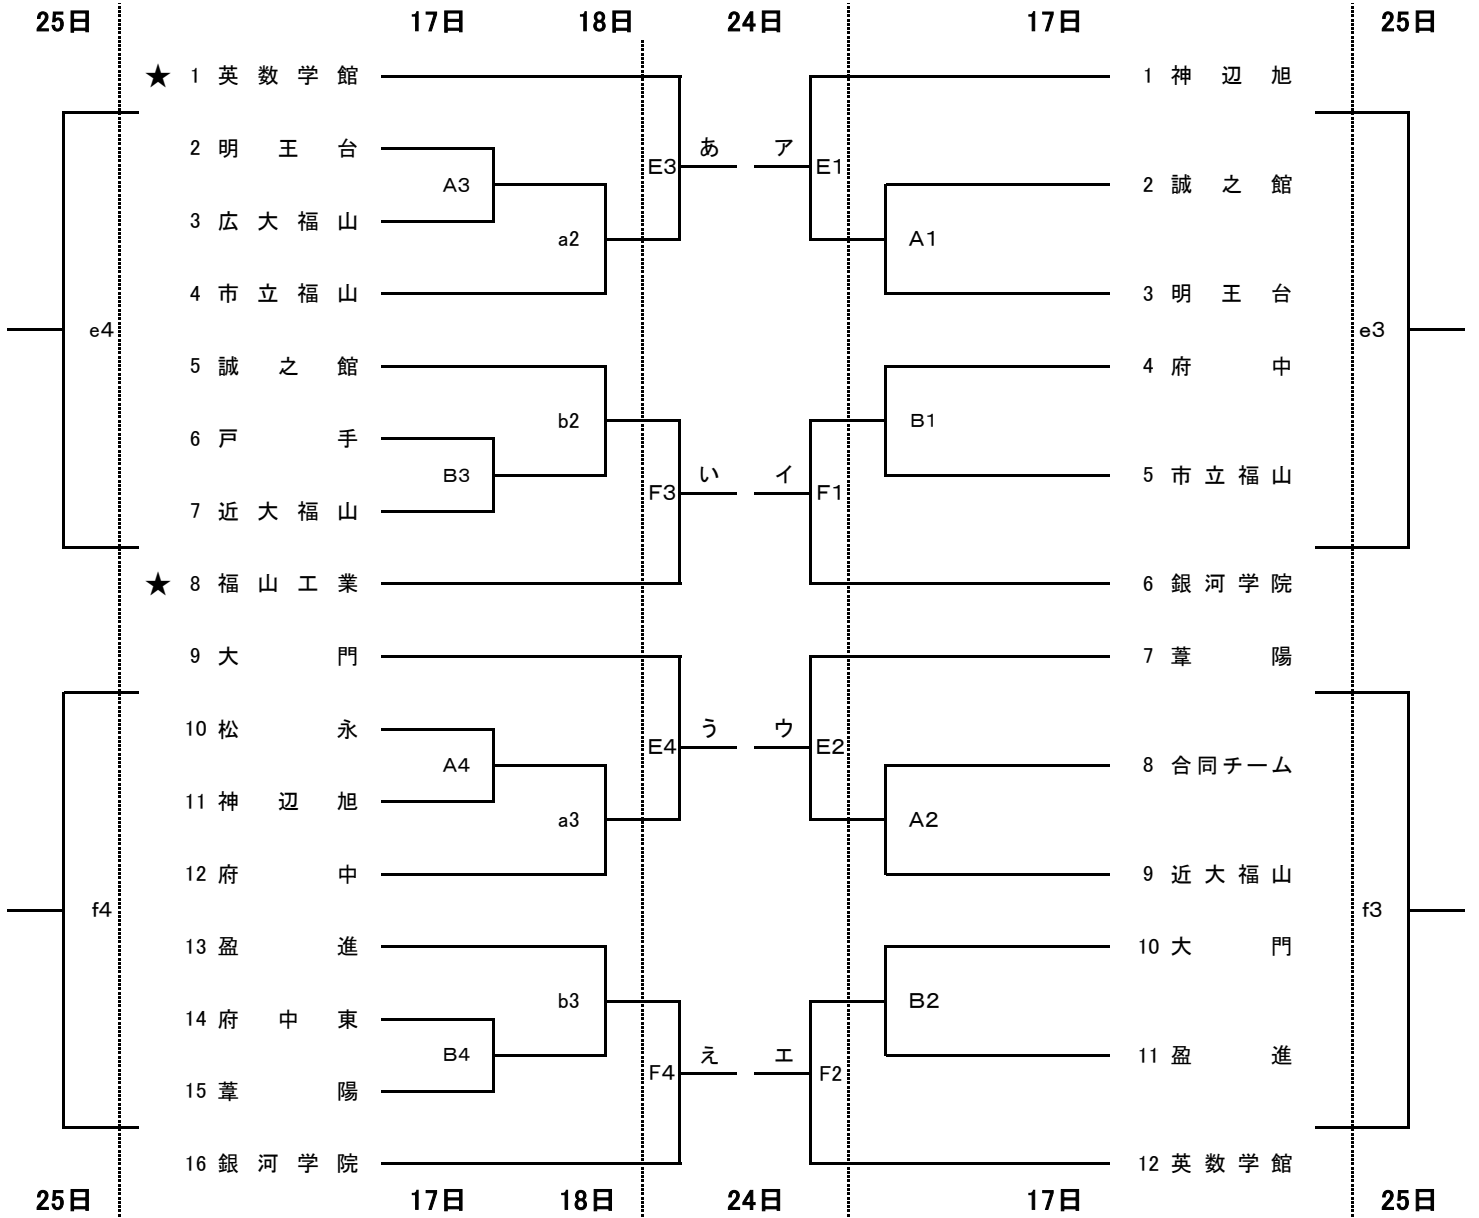 25日 17日 18日 24日 17日 25日
★ 1 英数学館 1 神辺旭
2 明王台 あ ア
E3 E1
A3 2 誠之館
3 広大福山
a2 A1
4 市立福山 3 明王台
e4 e3
5 誠之館 4 府中
b2 B1
6 戸手
B3 い イ 5 市立福山
F3 F1
7 近大福山
★ 8 福山工業 6 銀河学院
9 大門 7 葦陽
10 松永 う ウ
E4 E2
A4 8 合同チーム
11 神辺旭
a3 A2
12 府中 9 近大福山
f4 f3
13 盈進 10 大門
b3 B2
14 府中東
B4 え エ 11 盈進
F4 F2
15 葦陽
16 銀河学院 12 英数学館
25日 17日 18日 24日 17日 25日